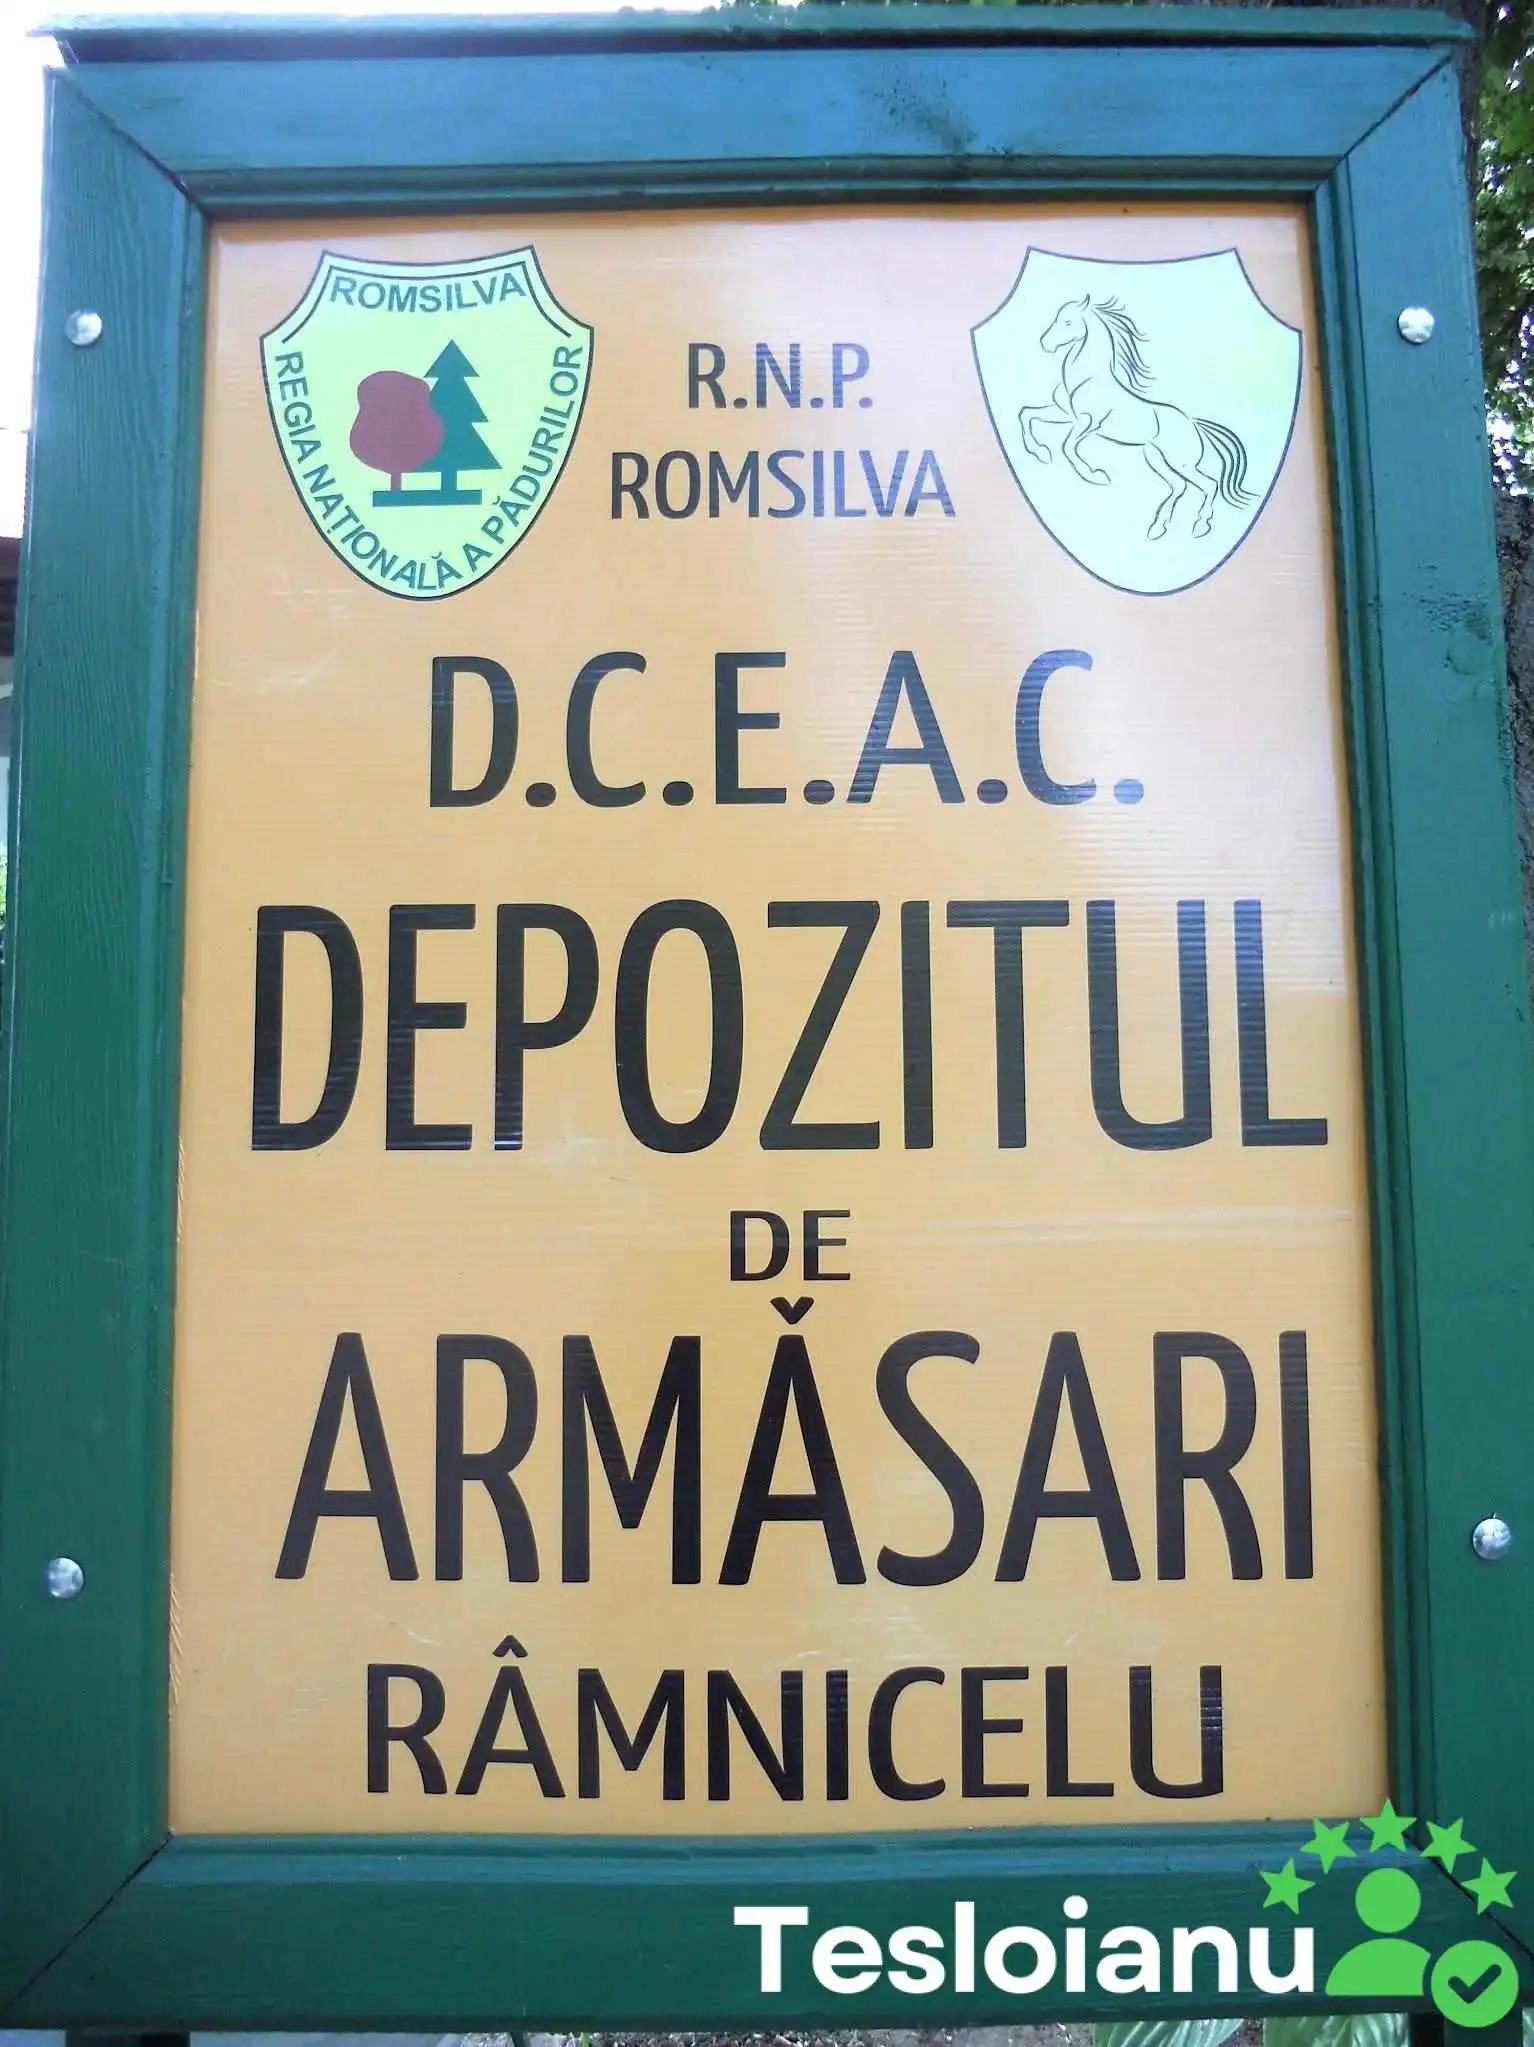 ROMSILVA
REGIA NAȚIONALĂ A PĂDURILOR
R.N.P.
ROMSILVA
D.C.E.A.C.
DEPOZITUL
DE
ARMĂSARI
RÂMNICELU
Tesloianu